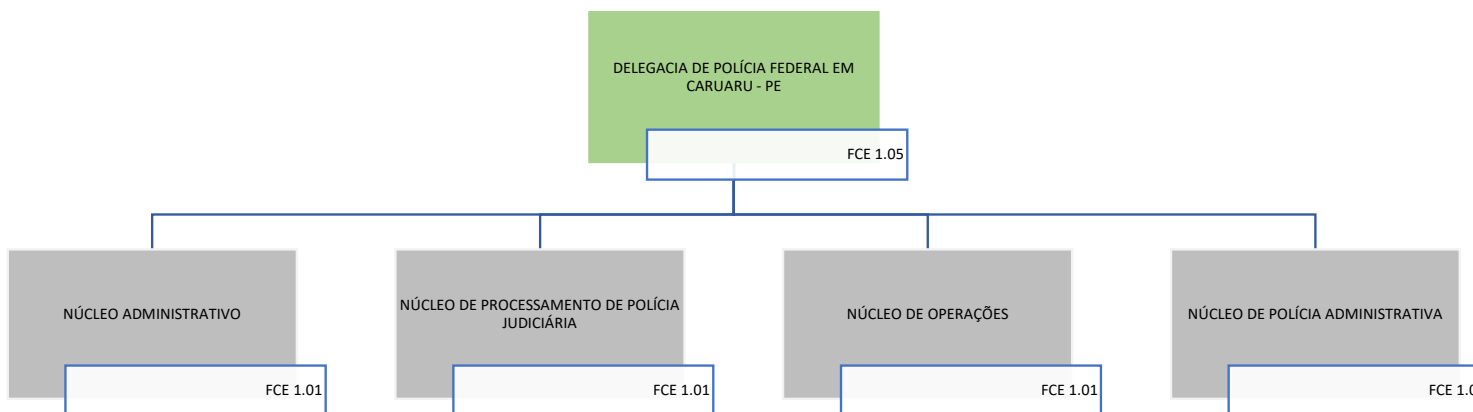 DELEGACIA DE POLÍCIA FEDERAL EM
CARUARU - PE
FCE 1.05
NÚCLEO ADMINISTRATIVO
FCE 1.01
NÚCLEO DE PROCESSAMENTO DE POLÍCIA
JUDICIÁRIA
FCE 1.01
NÚCLEO DE OPERAÇÕES
FCE 1.01
NÚCLEO DE POLÍCIA ADMINISTRATIVA
FCE